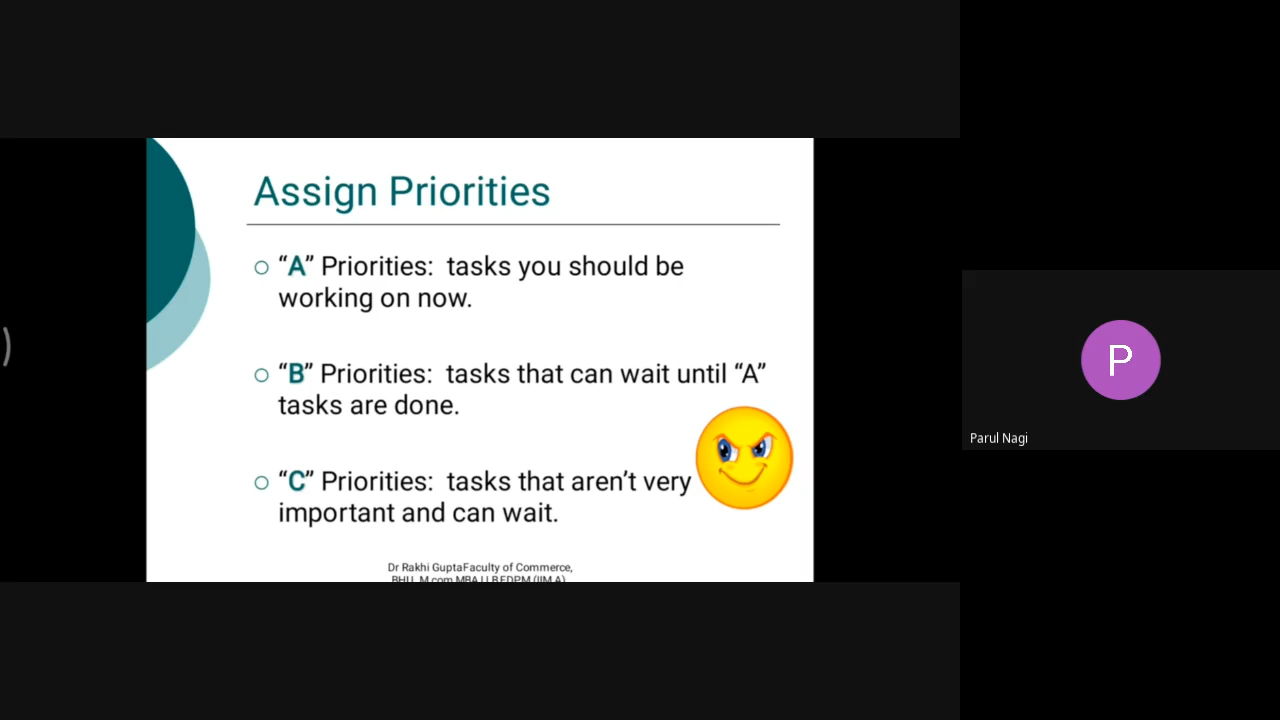 Assign Priorities
“A” Priorities: tasks you should be
working on now.
“B” Priorities: tasks that can wait until “A”
tasks are done.
“C” Priorities: tasks that aren’t very
important and can wait.
Dr Rakhi GuptaFaculty of Commerce,
BHU, M.com,MBA,LLB,EDPM (IIM A)
P
Parul Nagi